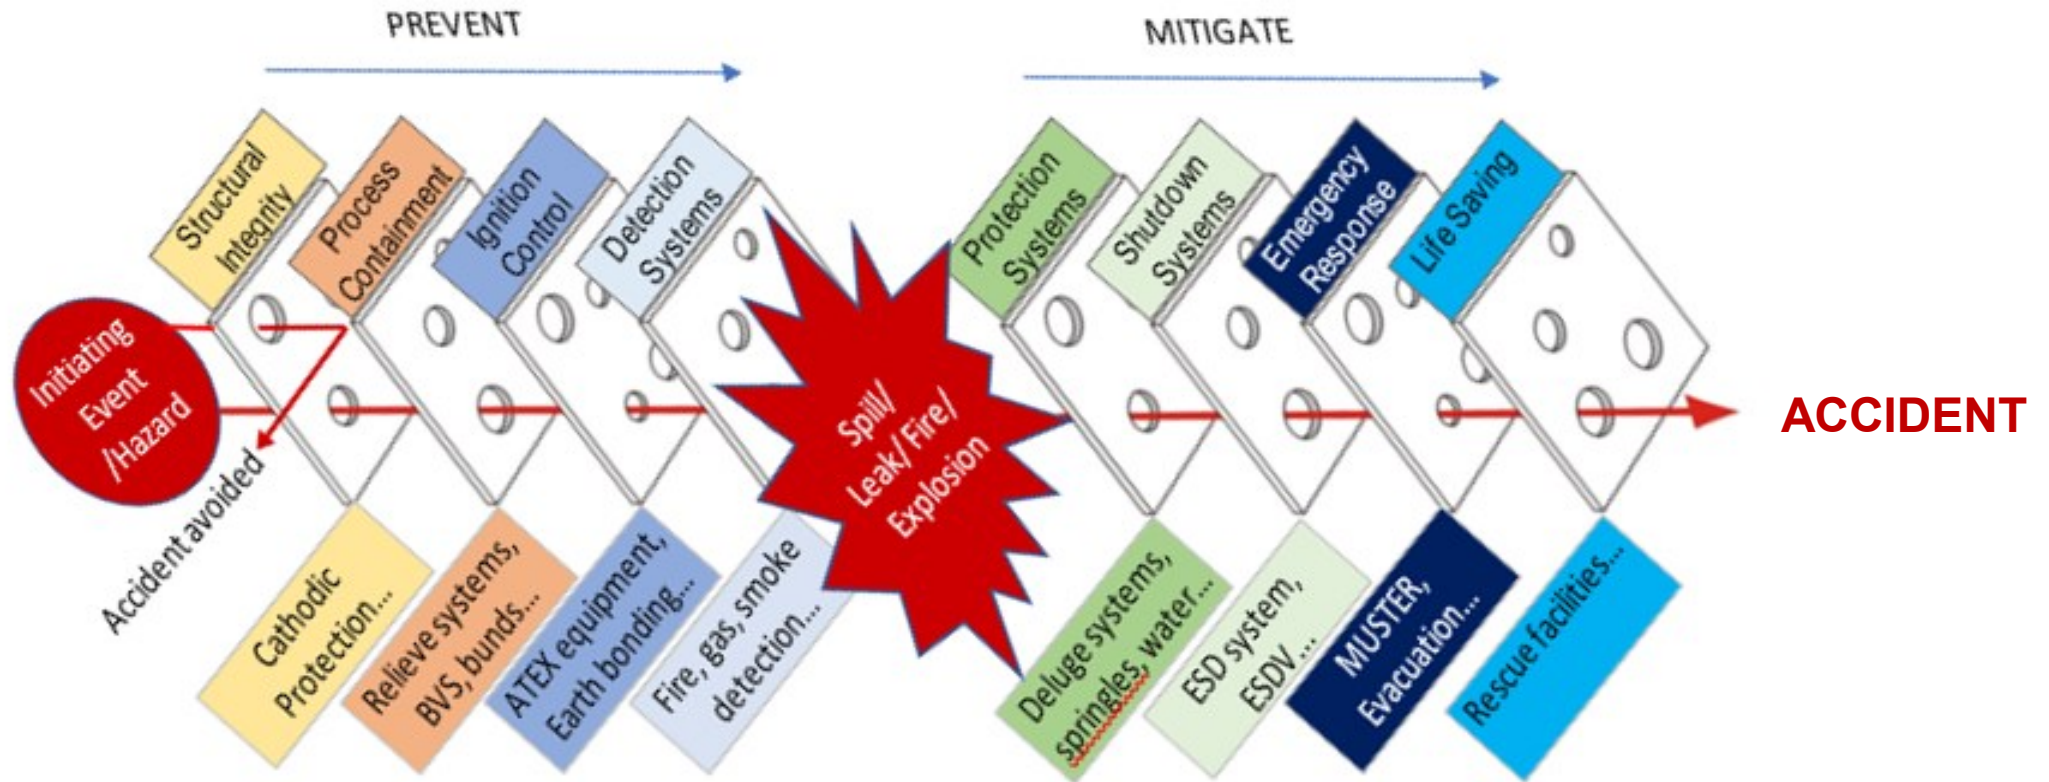 PREVENT
MITIGATE
Structural
Integrity
Process
Containment
Ignition
Control
Detection
Systems
Protection
Systems
Shutdown
Systems
Emergency
Response
Life Saving
Initiating
Event
/Hazard
Accident avoided
Spill/
Leak/ Fire/
Explosion
ACCIDENT
Cathodic
Protection...
Relieve systems,
BVS, bunds...
ATEX equipment,
Earth bonding...
Fire, gas, smoke
detection...
Deluge systems,
springles, water...
ESD system,
ESDV ...
MUSTER,
Evacuation...
Rescue facilities...